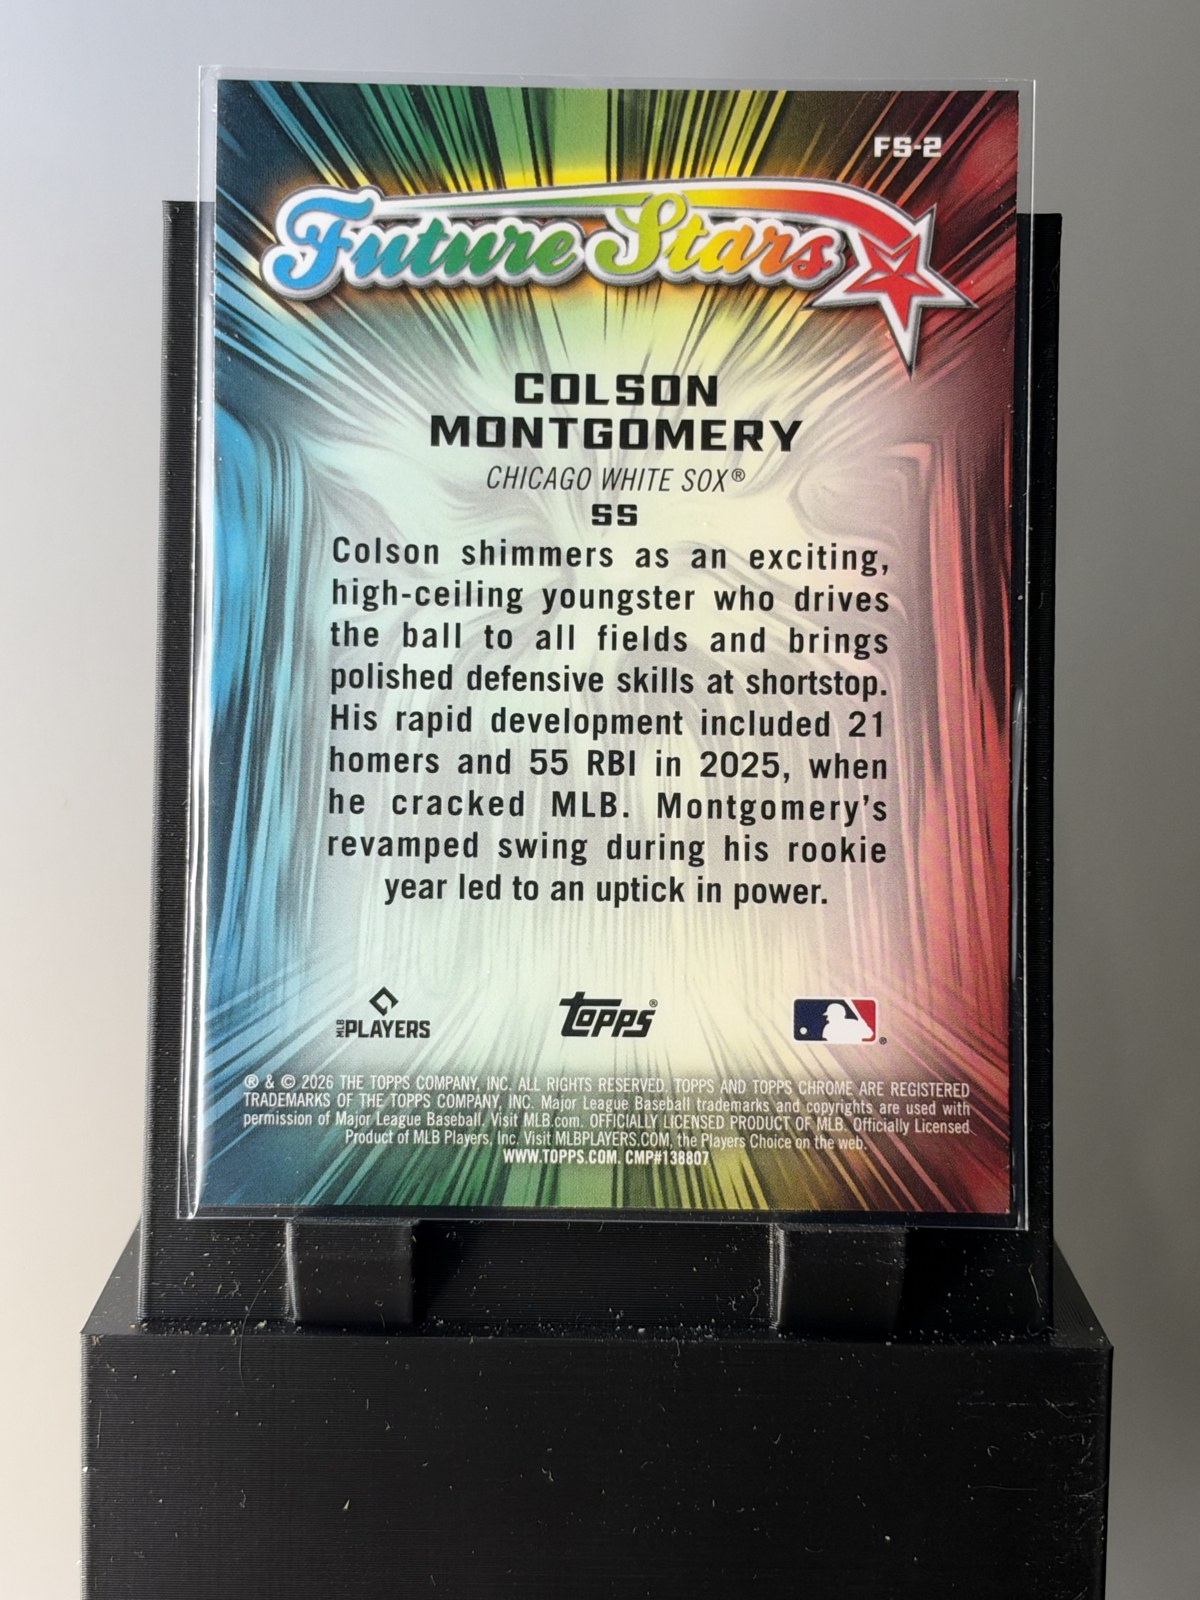 FS-2
Future Stars
COLSON
MONTGOMERY
CHICAGO WHITE SOX®
SS
Colson shimmers as an exciting,
high-ceiling youngster who drives
the ball to all fields and brings
polished defensive skills at shortstop.
His rapid development included 21
homers and 55 RBI in 2025, when
he cracked MLB. Montgomery's
revamped swing during his rookie
year led to an uptick in power.
MLB PLAYERS
topps®
®
® & © 2026 THE TOPPS COMPANY, INC. ALL RIGHTS RESERVED. TOPPS AND TOPPS CHROME ARE REGISTERED
TRADEMARKS OF THE TOPPS COMPANY, INC. Major League Baseball trademarks and copyrights are used with
permission of Major League Baseball. Visit MLB.com. OFFICIALLY LICENSED PRODUCT OF MLB. Officially Licensed
Product of MLB Players, Inc. Visit MLBPLAYERS.COM, the Players Choice on the web.
WWW.TOPPS.COM. CMP#138807